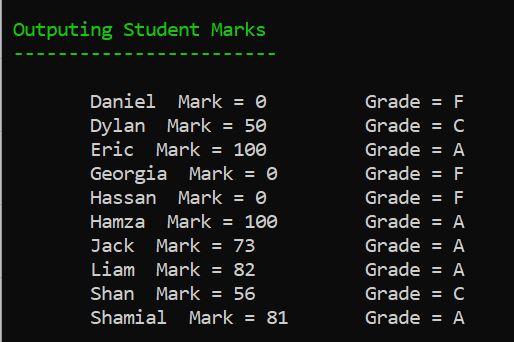 Outputing Student Marks
------------------------
Daniel  Mark = 0         Grade = F
Dylan  Mark = 50         Grade = C
Eric  Mark = 100         Grade = A
Georgia  Mark = 0        Grade = F
Hassan  Mark = 0         Grade = F
Hamza  Mark = 100        Grade = A
Jack  Mark = 73          Grade = A
Liam  Mark = 82          Grade = A
Shan  Mark = 56          Grade = C
Shamial  Mark = 81       Grade = A